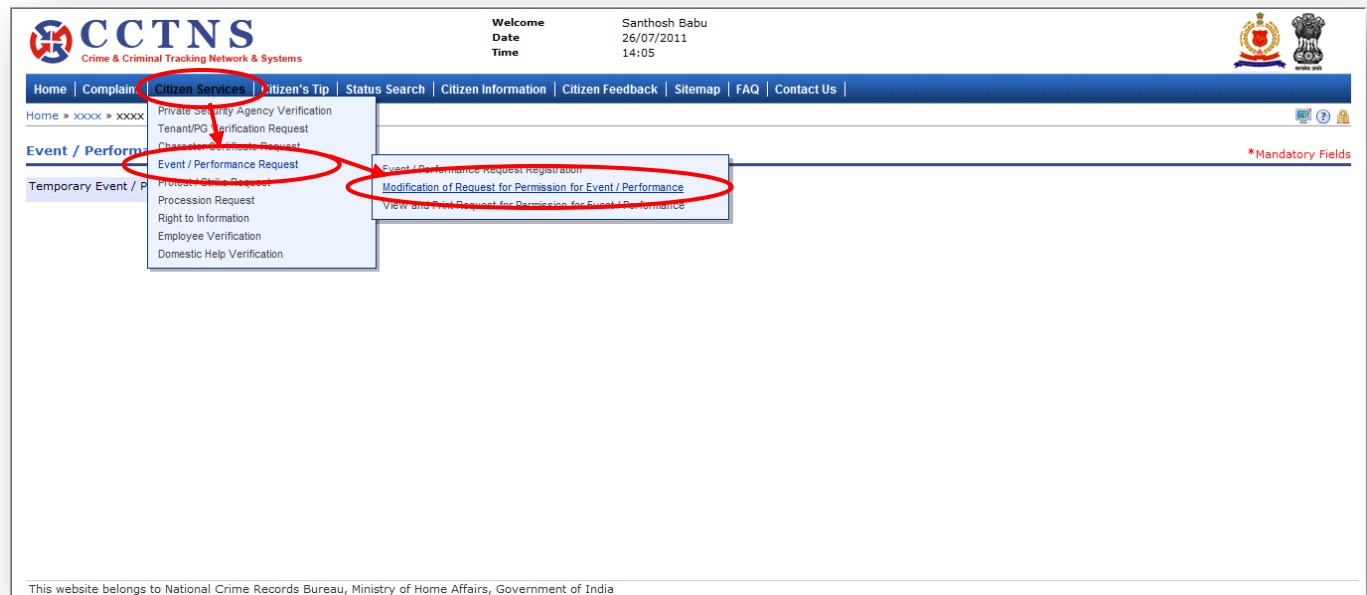 CCTNS
Crime & Criminal Tracking Network & Systems
Welcome Santhosh Babu
Date 26/07/2011
Time 14:05
Home | Complaint | Citizen Services | Citizen's Tip | Status Search | Citizen Information | Citizen Feedback | Sitemap | FAQ | Contact Us |
Home » xxxx » xxxx
Private Security Agency Verification
Tenant/PG Verification Request
Character Certificate Request
Event / Performa
*Mandatory Fields
Event / Performance Request
Event / Performance Request Registration
Temporary Event / P
Protest / Strike Request
Modification of Request for Permission for Event / Performance
Procession Request
View and Print Request for Permission for Event / Performance
Right to Information
Employee Verification
Domestic Help Verification
This website belongs to National Crime Records Bureau, Ministry of Home Affairs, Government of India